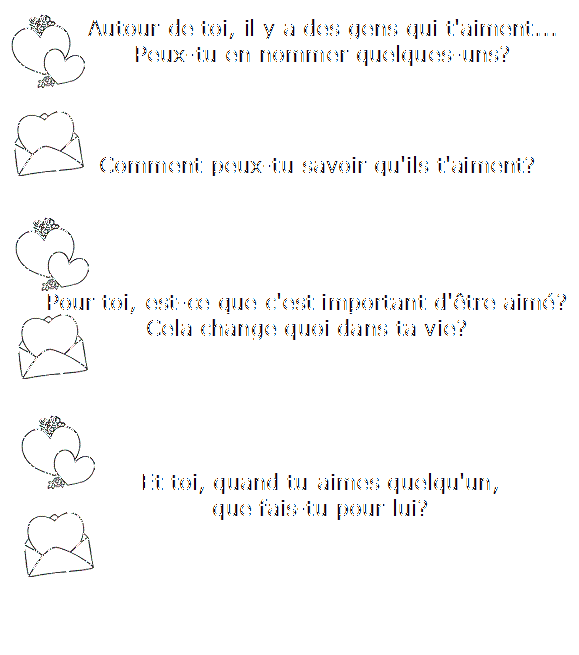 Autour de toi, il y a des gens qui t'aiment...
Peux-tu en nommer quelques-uns?
Comment peux-tu savoir qu'ils t'aiment?
Pour toi, est-ce que c'est important d'être aimé?
Cela change quoi dans ta vie?
Et toi, quand tu aimes quelqu'un,
que fais-tu pour lui?